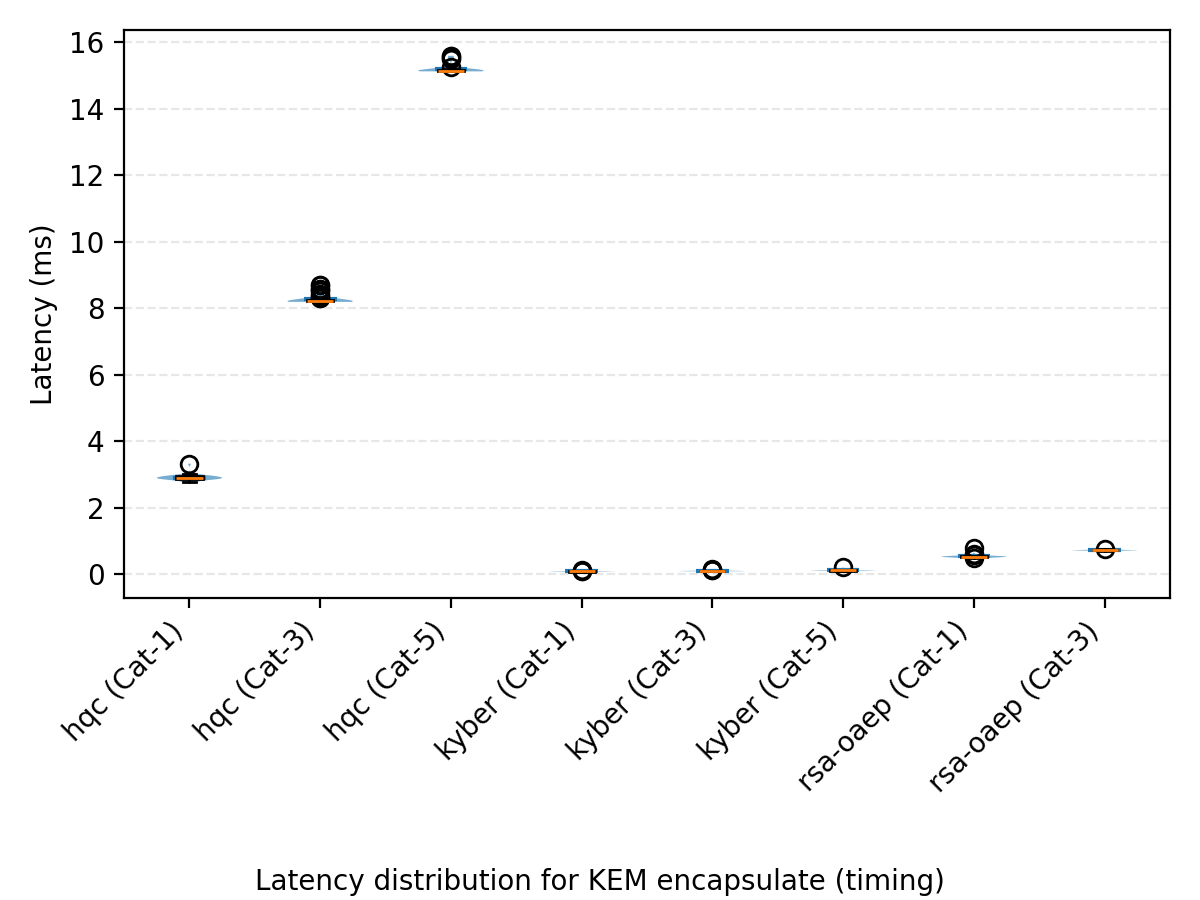 16
14
12
10
8
6
4
2
0
Latency (ms)
hqc (Cat-1)
hqc (Cat-3)
hqc (Cat-5)
kyber (Cat-1)
kyber (Cat-3)
kyber (Cat-5)
rsa-oaep (Cat-1)
rsa-oaep (Cat-3)
Latency distribution for KEM encapsulate (timing)